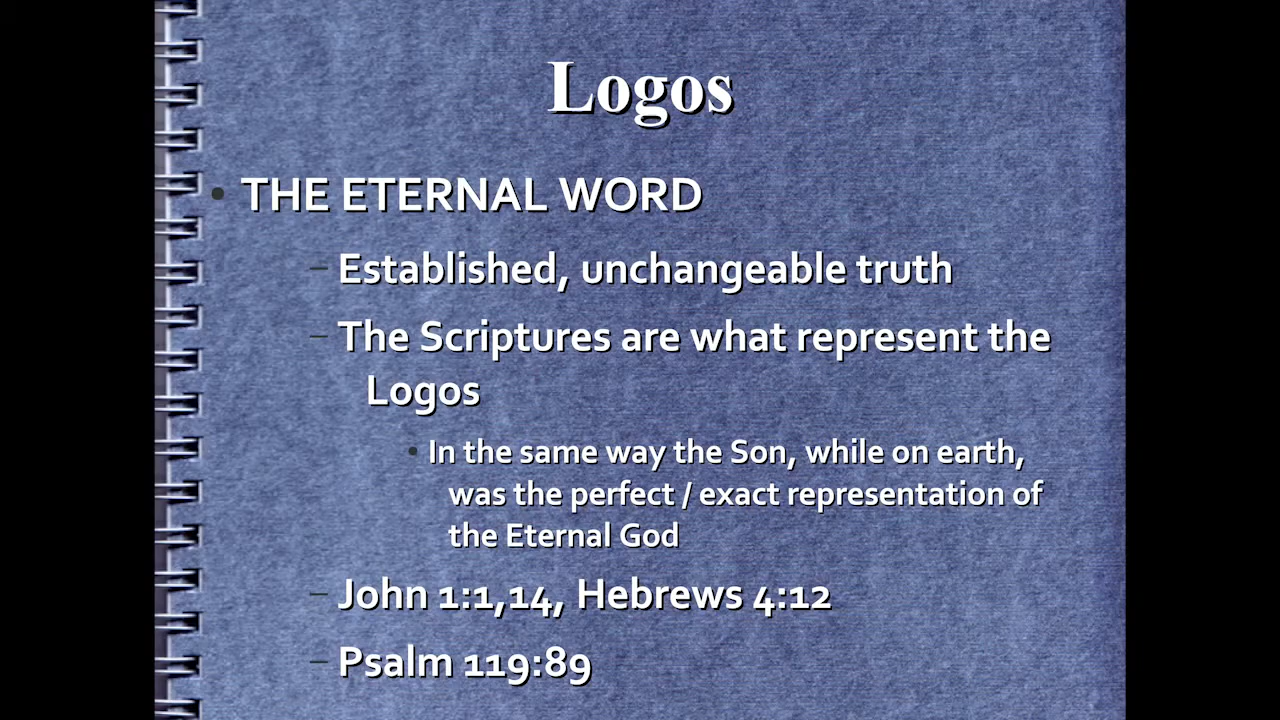 Logos
• THE ETERNAL WORD
– Established, unchangeable truth
– The Scriptures are what represent the
Logos
• In the same way the Son, while on earth,
was the perfect / exact representation of
the Eternal God
– John 1:1,14, Hebrews 4:12
– Psalm 119:89